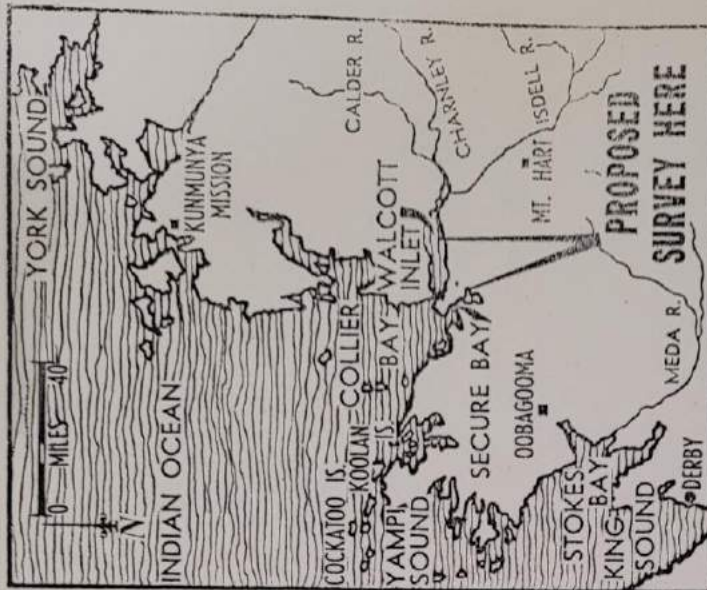 YORK SOUND
0 MILES 40
N
INDIAN OCEAN
KUNMUNYA
MISSION
CALDER R.
CHARNLEY R.
COCKATOO IS.
KOOLAN IS.
COLLIER
BAY
WALCOTT
INLET
YAMPI
SOUND
SECURE BAY
MT. HART
ISDELL R.
OOBAGOOMA
PROPOSED
SURVEY HERE
STOKES
BAY
KING
SOUND
MEDA R.
DERBY